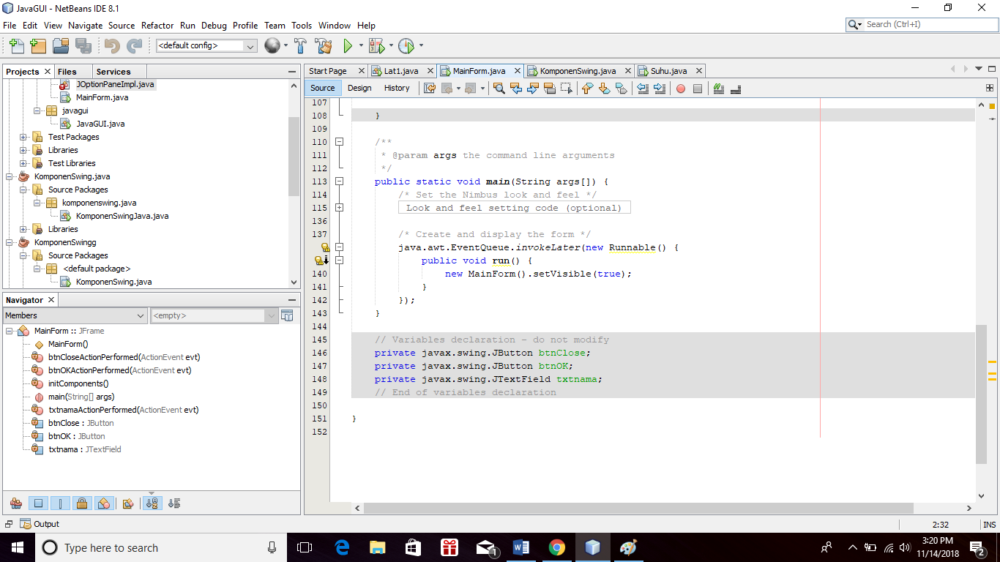 JavaGUI - NetBeans IDE 8.1
File Edit View Navigate Source Refactor Run Debug Profile Team Tools Window Help
Search (Ctrl+I)
<default config>
Projects Files Services
JOptionPaneImpl.java
MainForm.java
javagui
JavaGUI.java
Test Packages
Libraries
Test Libraries
KomponenSwing.java
Source Packages
komponenswing.java
KomponenSwingJava.java
Libraries
KomponenSwingg
Source Packages
<default package>
KomponenSwing.java
Navigator
Members <empty>
MainForm :: JFrame
MainForm()
btnCloseActionPerformed(ActionEvent evt)
btnOKActionPerformed(ActionEvent evt)
initComponents()
main(String[] args)
txtnamaActionPerformed(ActionEvent evt)
btnClose : JButton
btnOK : JButton
txtnama : JTextField
Start Page Lat1.java MainForm.java KomponenSwing.java Suhu.java
Source Design History
107
108 }
109
110 /**
111 * @param args the command line arguments
112 */
113 public static void main(String args[]) {
114 /* Set the Nimbus look and feel */
115 Look and feel setting code (optional)
136
137 /* Create and display the form */
java.awt.EventQueue.invokeLater(new Runnable() {
public void run() {
140 new MainForm().setVisible(true);
141 }
142 });
143 }
144
145 // Variables declaration - do not modify
146 private javax.swing.JButton btnClose;
147 private javax.swing.JButton btnOK;
148 private javax.swing.JTextField txtnama;
149 // End of variables declaration
150
151 }
152
Output
2:32 INS
Type here to search
1
3:20 PM
11/14/2018
2